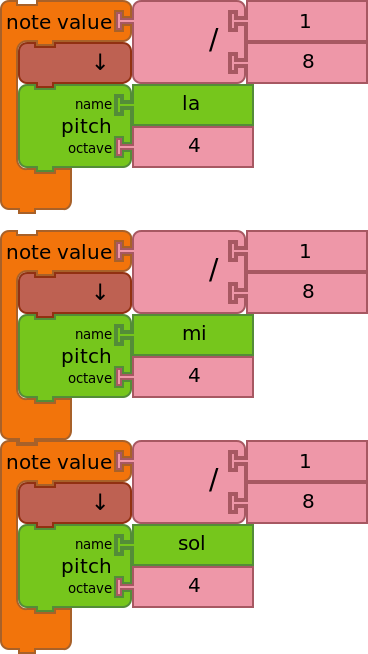 note value / 1
↓ 8
name la
pitch
octave 4
note value / 1
↓ 8
name mi
pitch
octave 4
note value / 1
↓ 8
name sol
pitch
octave 4